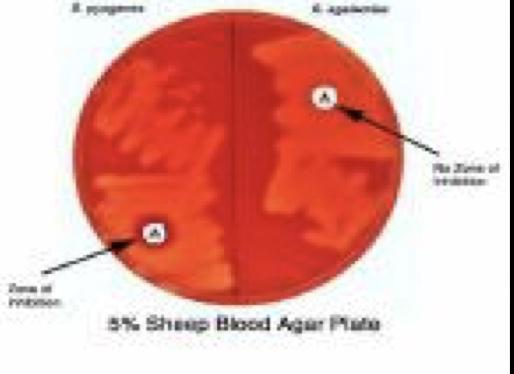 S. pyogenes
S. agalactiae
A
No Zone of
Inhibition
A
Zone of
Inhibition
5% Sheep Blood Agar Plate